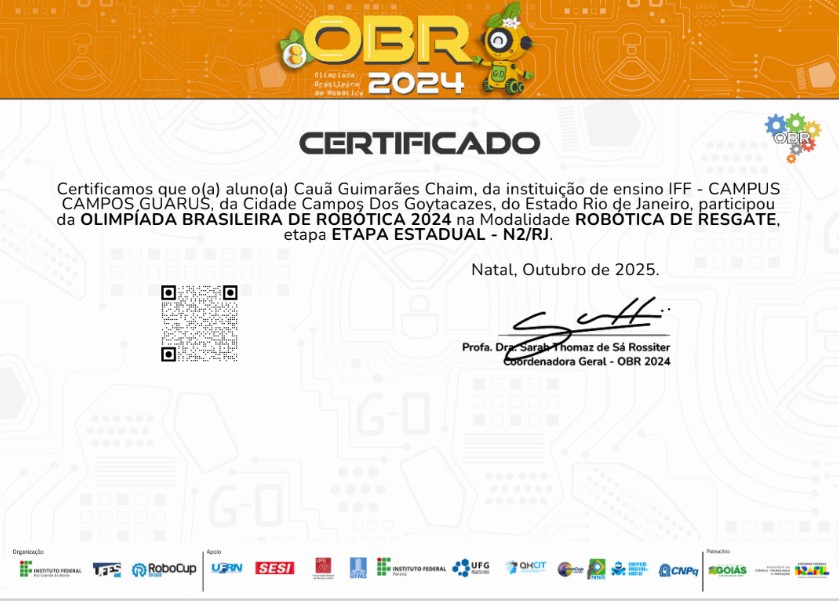 OBR
Olimpíada
Brasileira
de Robótica
2024
G-O
OBR
CERTIFICADO
Certificamos que o(a) aluno(a) Cauã Guimarães Chaim, da instituição de ensino IFF - CAMPUS
CAMPOS GUARUS, da Cidade Campos Dos Goytacazes, do Estado Rio de Janeiro, participou
da OLIMPÍADA BRASILEIRA DE ROBÓTICA 2024 na Modalidade ROBÓTICA DE RESGATE,
etapa ETAPA ESTADUAL - N2/RJ.
Natal, Outubro de 2025.
Profa. Dra. Sarah Thomaz de Sá Rossiter
Coordenadora Geral - OBR 2024
G-O
G-O
Organização
Apoio
Patrocínio
INSTITUTO FEDERAL
Rio Grande do Norte
RoboCup
Brasil
UFRN
SESI
INSTITUTO FEDERAL
Paraná
UFG
QHCIT
MNR
CNPq
GOIÁS
BRASIL